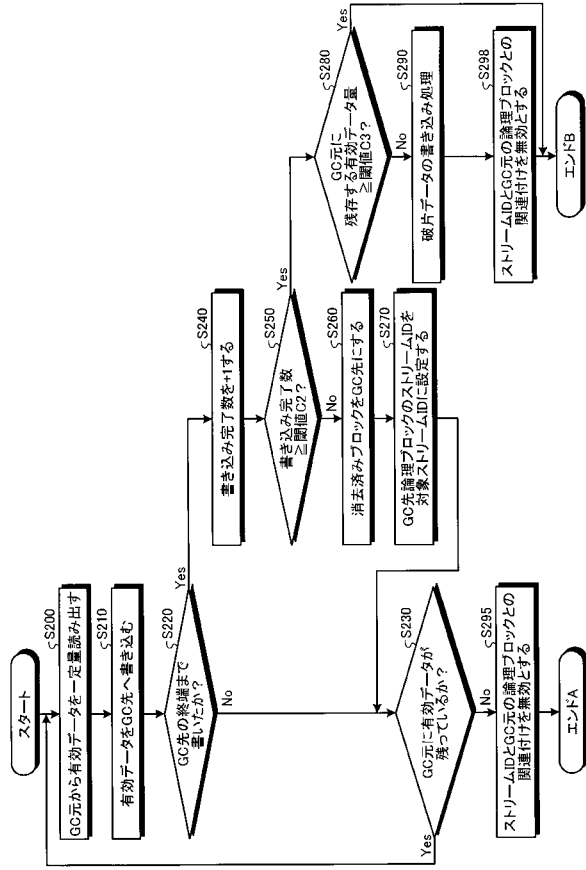 スタート
S200
GC元から有効データを一定量読み出す
S210
有効データをGC先へ書き込む
S220
GC先の終端まで
書いたか?
Yes
No
S230
GC元に有効データが
残っているか?
Yes
No
S295
ストリームIDとGC元の論理ブロックとの
関連付けを無効とする
エンドA
S240
書き込み完了数を+1する
S250
書き込み完了数
≧閾値C2?
Yes
No
S260
消去済みブロックをGC先にする
S270
GC先論理ブロックのストリームIDを
対象ストリームIDに設定する
S280
GC元に
残存する有効データ量
≧閾値C3?
Yes
No
S290
破片データの書き込み処理
S298
ストリームIDとGC元の論理ブロックとの
関連付けを無効とする
エンドB